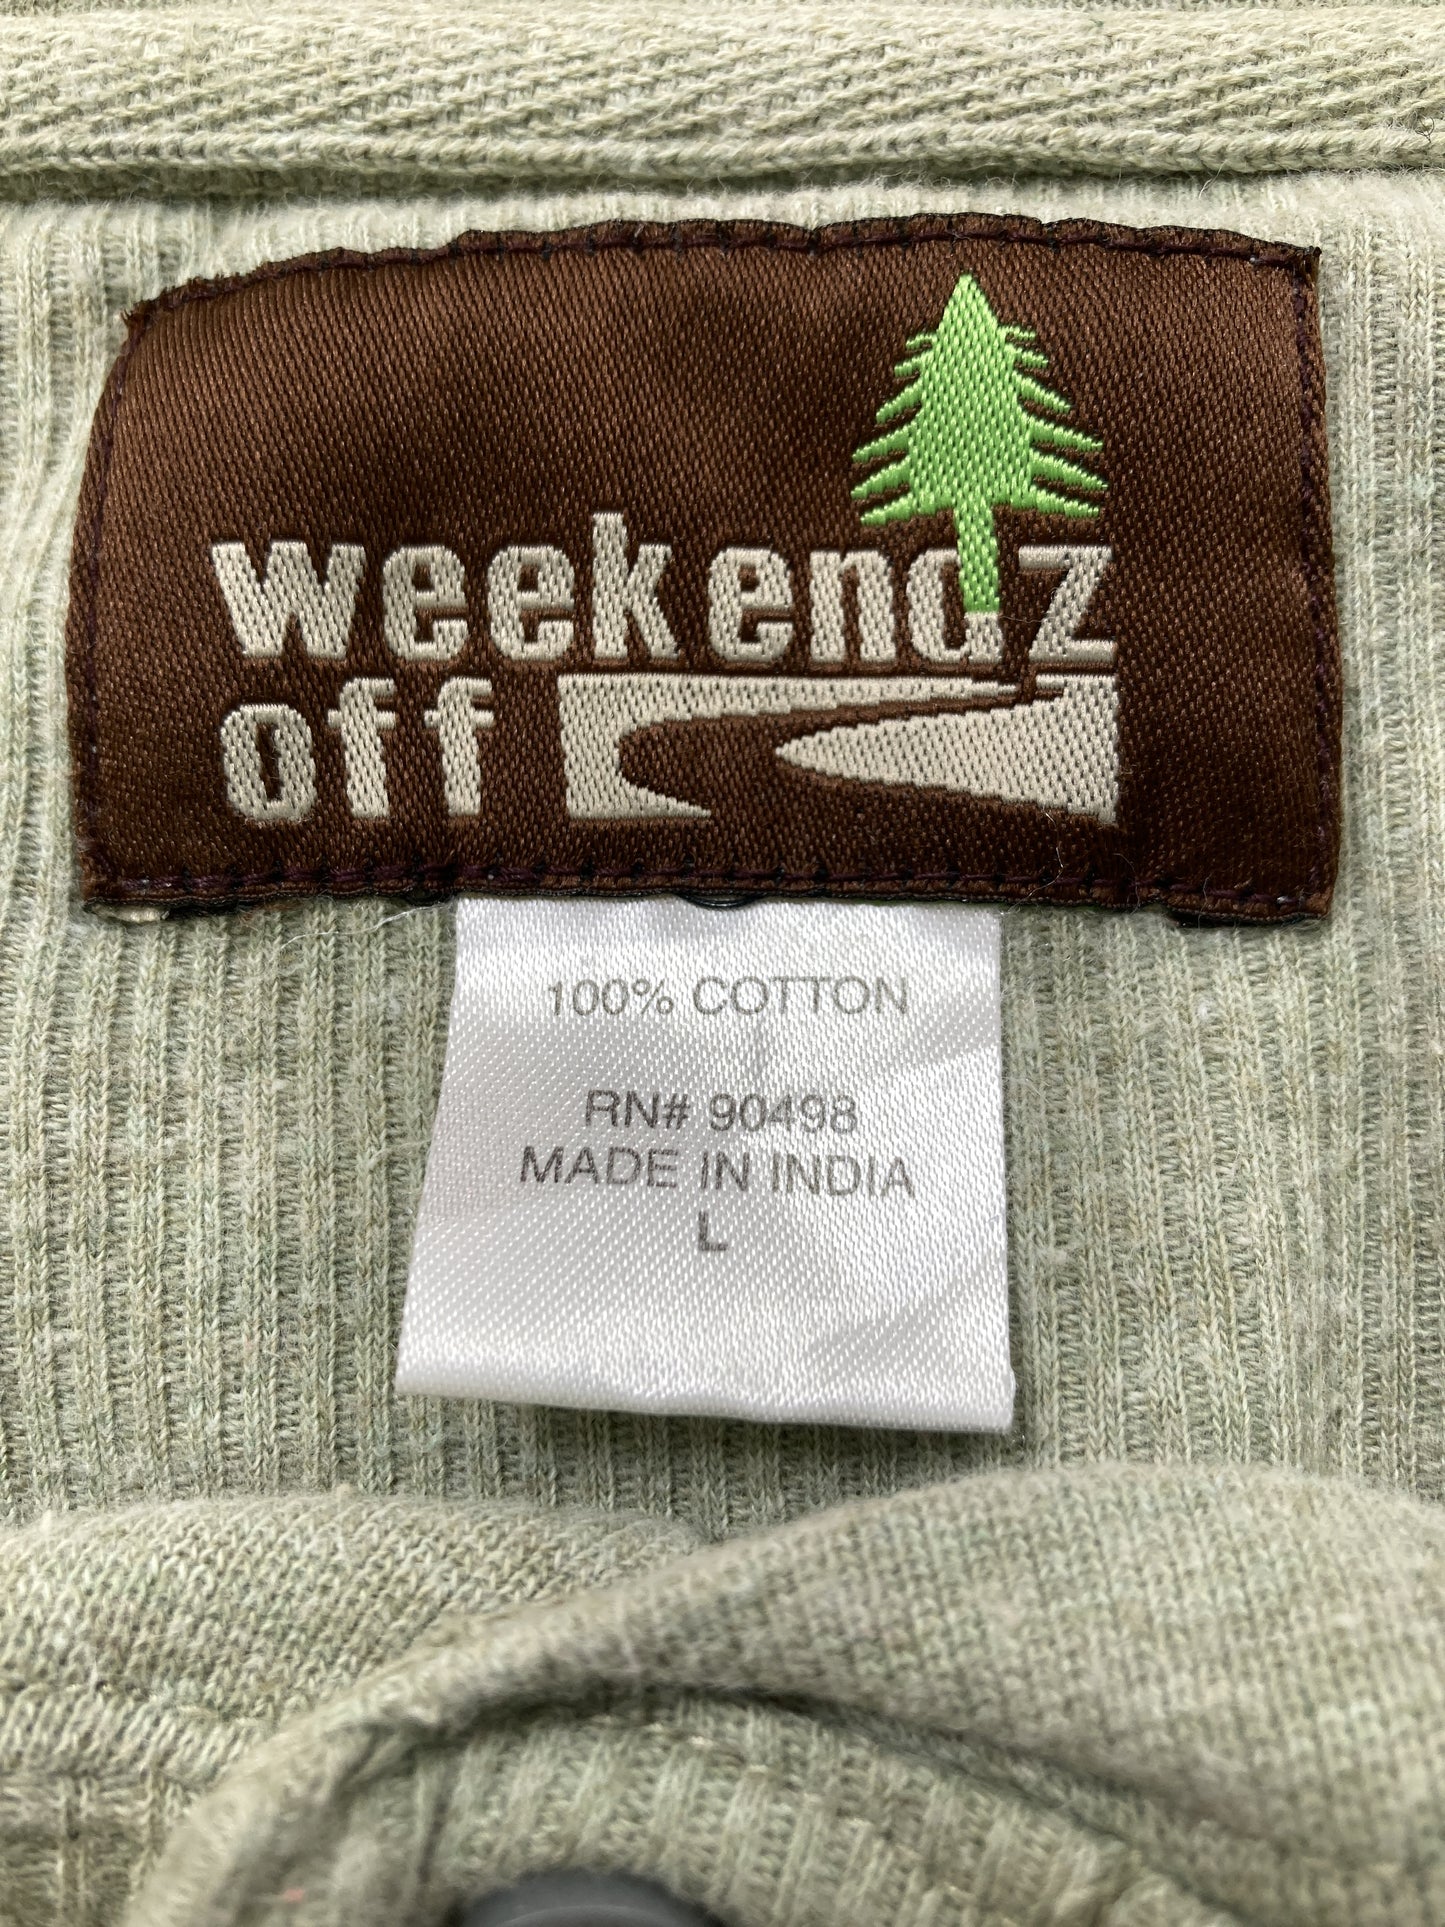 weekendz
off
100% COTTON
RN# 90498
MADE IN INDIA
L